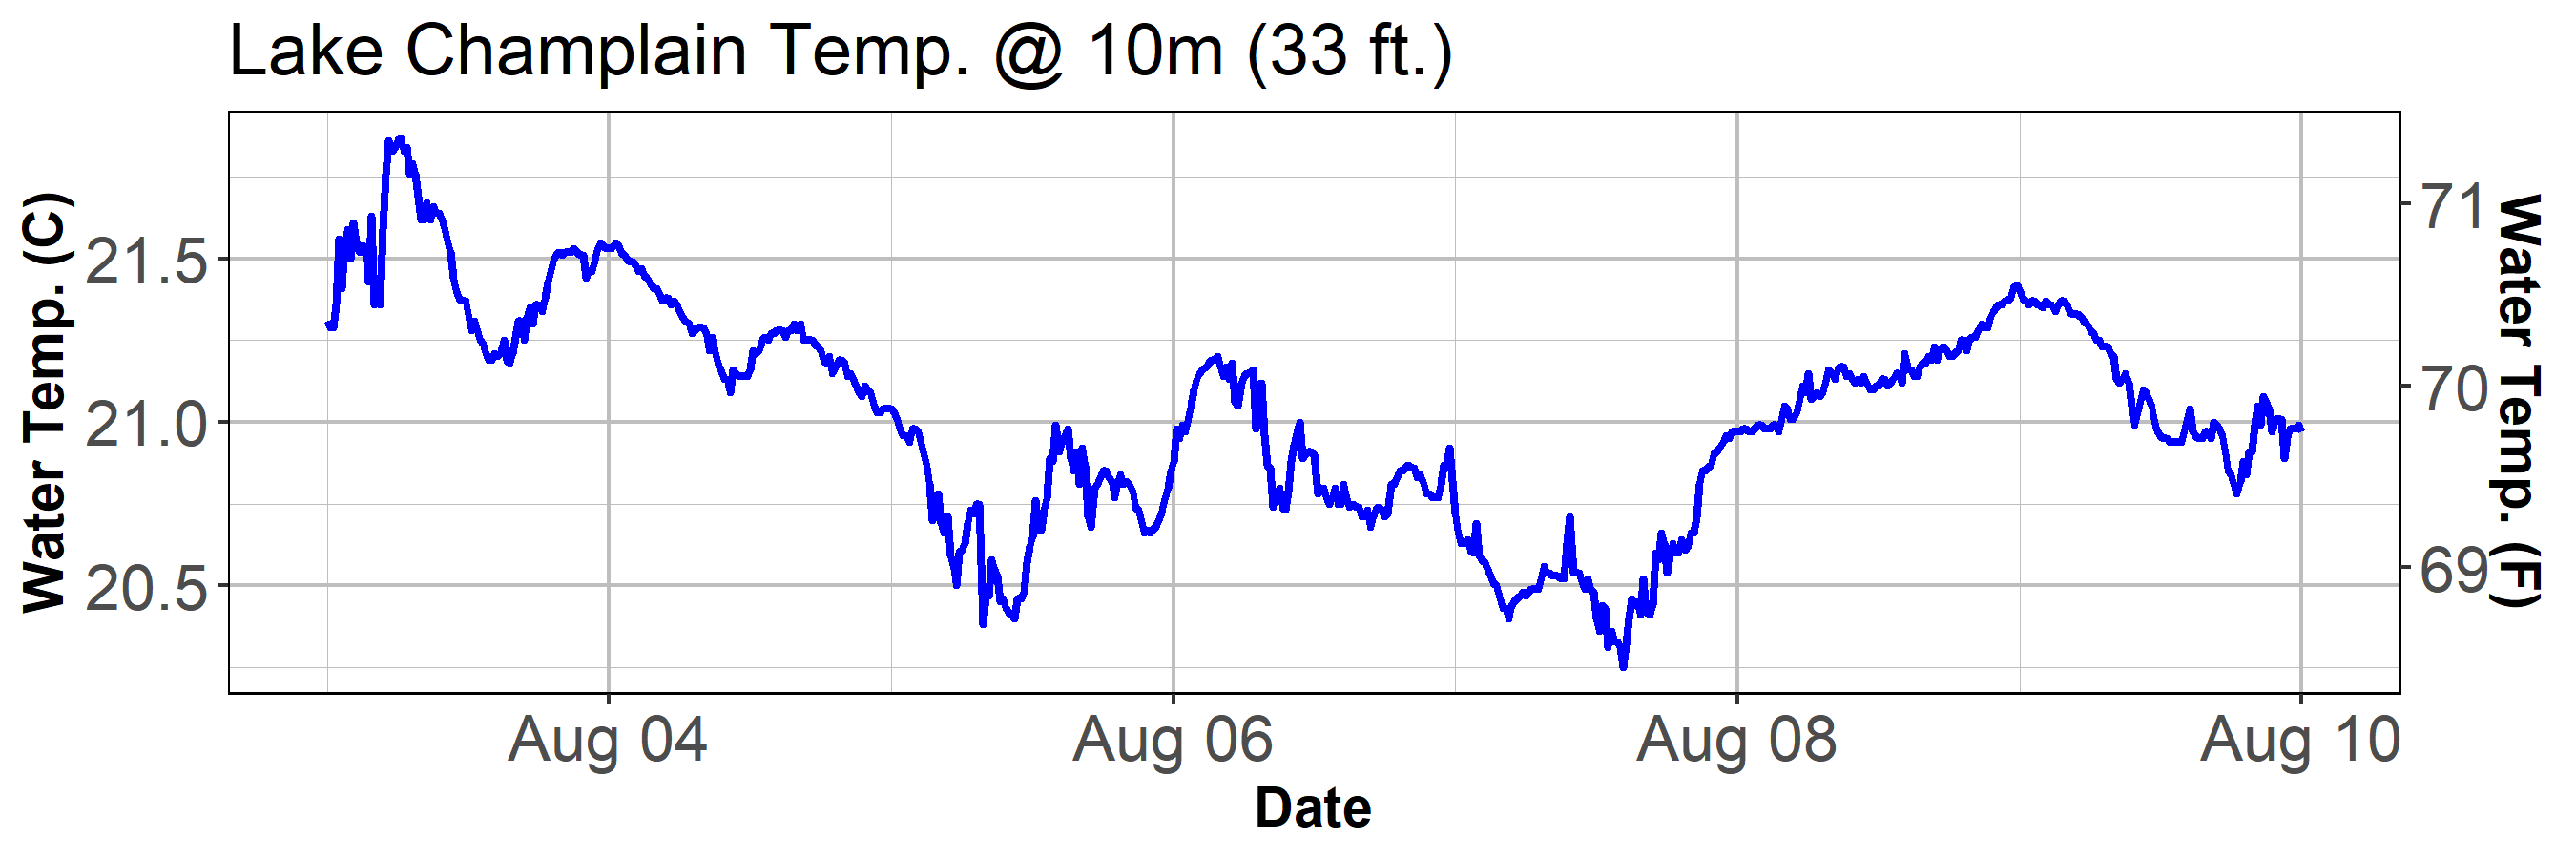 Lake Champlain Temp. @ 10m (33 ft.)
Water Temp. (C)
21.5
21.0
20.5
71
70
69
Water Temp. (F)
Aug 04
Aug 06
Aug 08
Aug 10
Date